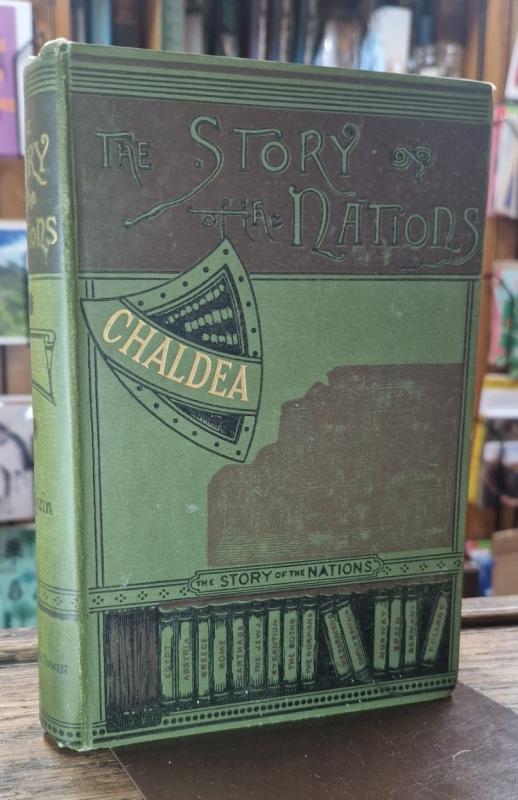 THE STORY
of the NATIONS
CHALDEA
THE STORY OF THE NATIONS
EGYPT
ASSYRIA
GREECE
ROME
CARTHAGE
THE JEWS
BYZANTIUM
THE GOTHS
THE NORMANS
NORWAY
SPAIN
GERMANY
HOLLAND